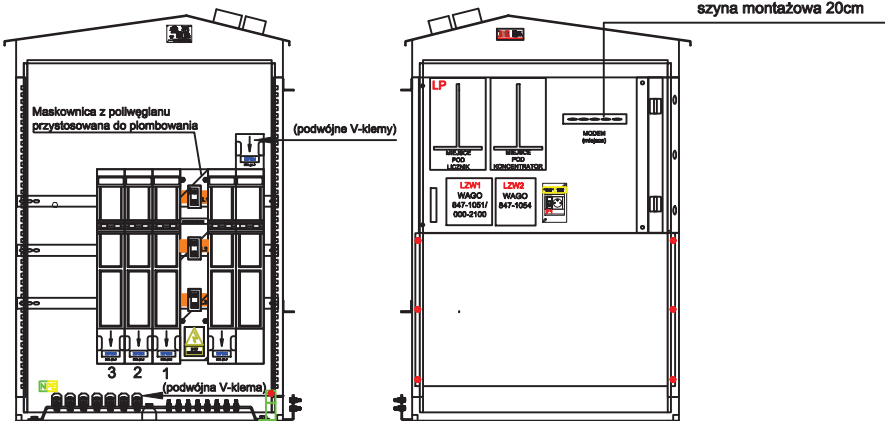 szyna montażowa 20cm
Maskownica z poliwęglanu
przystosowana do plombowania
(podwójne V-klemy)
3 2 1
(podwójna V-klema)
LP
MIEJSCE
POD
LICZNIK
MIEJSCE
POD
KONCENTRATOR
MODEM
(miejsce)
LZW1
WAGO
847-1051/
000-2100
LZW2
WAGO
847-1054